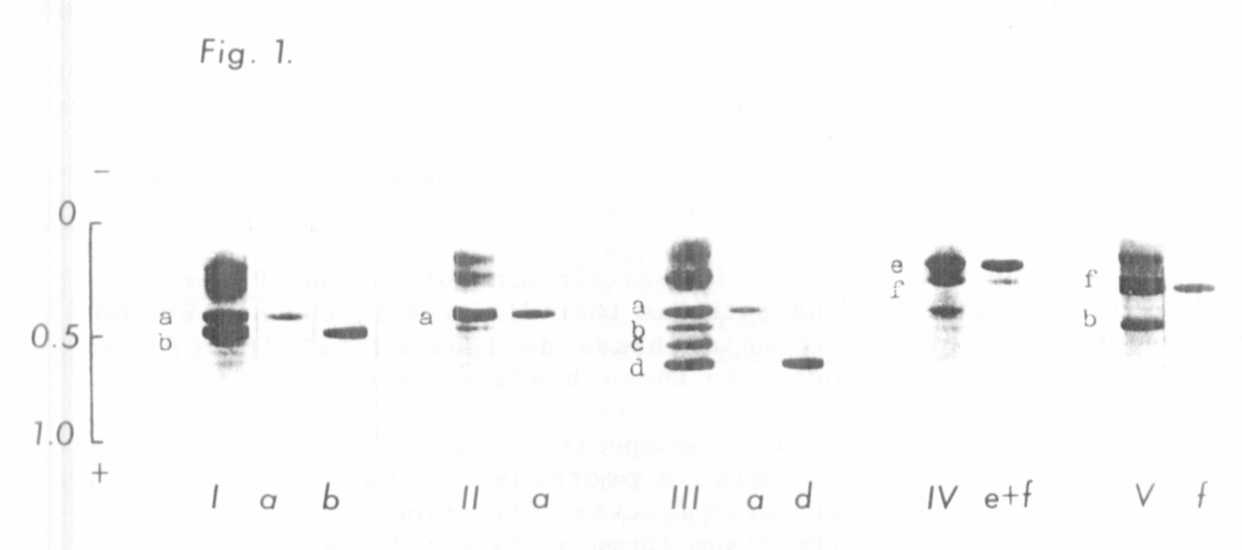 Fig. 1.
−
0
e
f
a
a
a
f
0.5
b
b
b
c
d
1.0
+
I a b II a III a d IV e+f V f